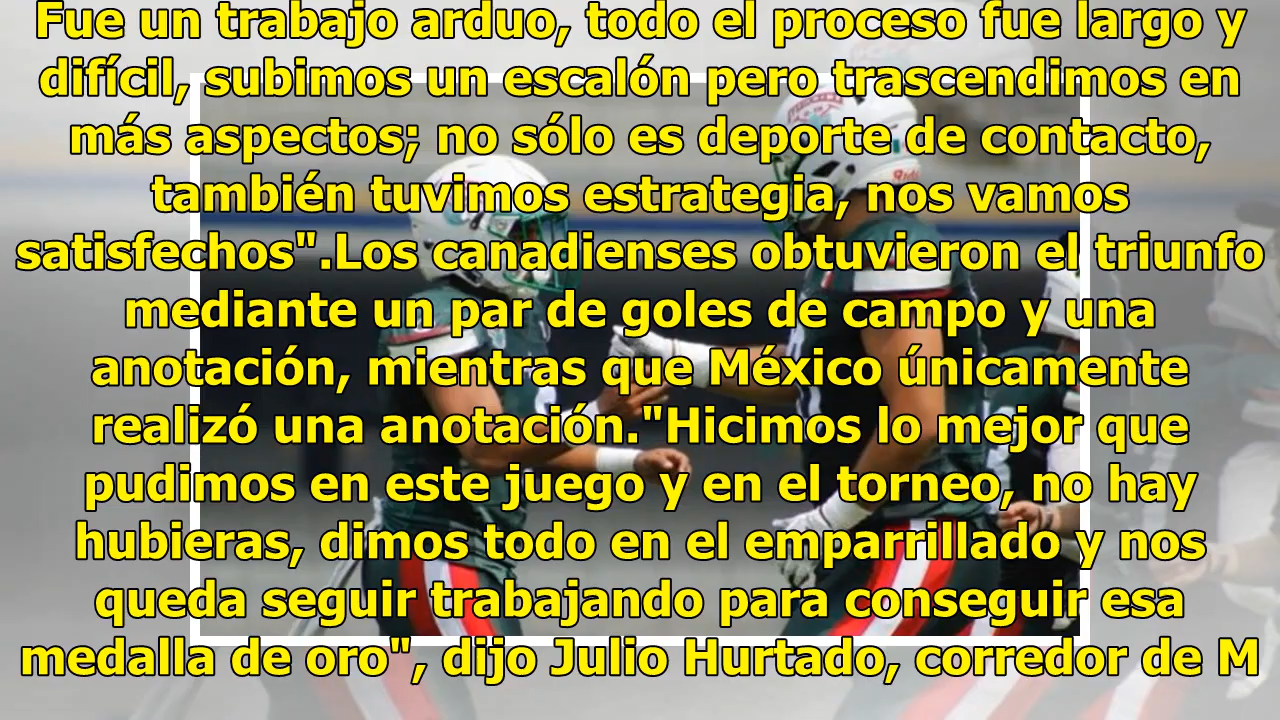 Fue un trabajo arduo, todo el proceso fue largo y
difícil, subimos un escalón pero trascendimos en
más aspectos; no sólo es deporte de contacto,
también tuvimos estrategia, nos vamos
satisfechos".Los canadienses obtuvieron el triunfo
mediante un par de goles de campo y una
anotación, mientras que México únicamente
realizó una anotación."Hicimos lo mejor que
pudimos en este juego y en el torneo, no hay
hubieras, dimos todo en el emparrillado y nos
queda seguir trabajando para conseguir esa
medalla de oro", dijo Julio Hurtado, corredor de M